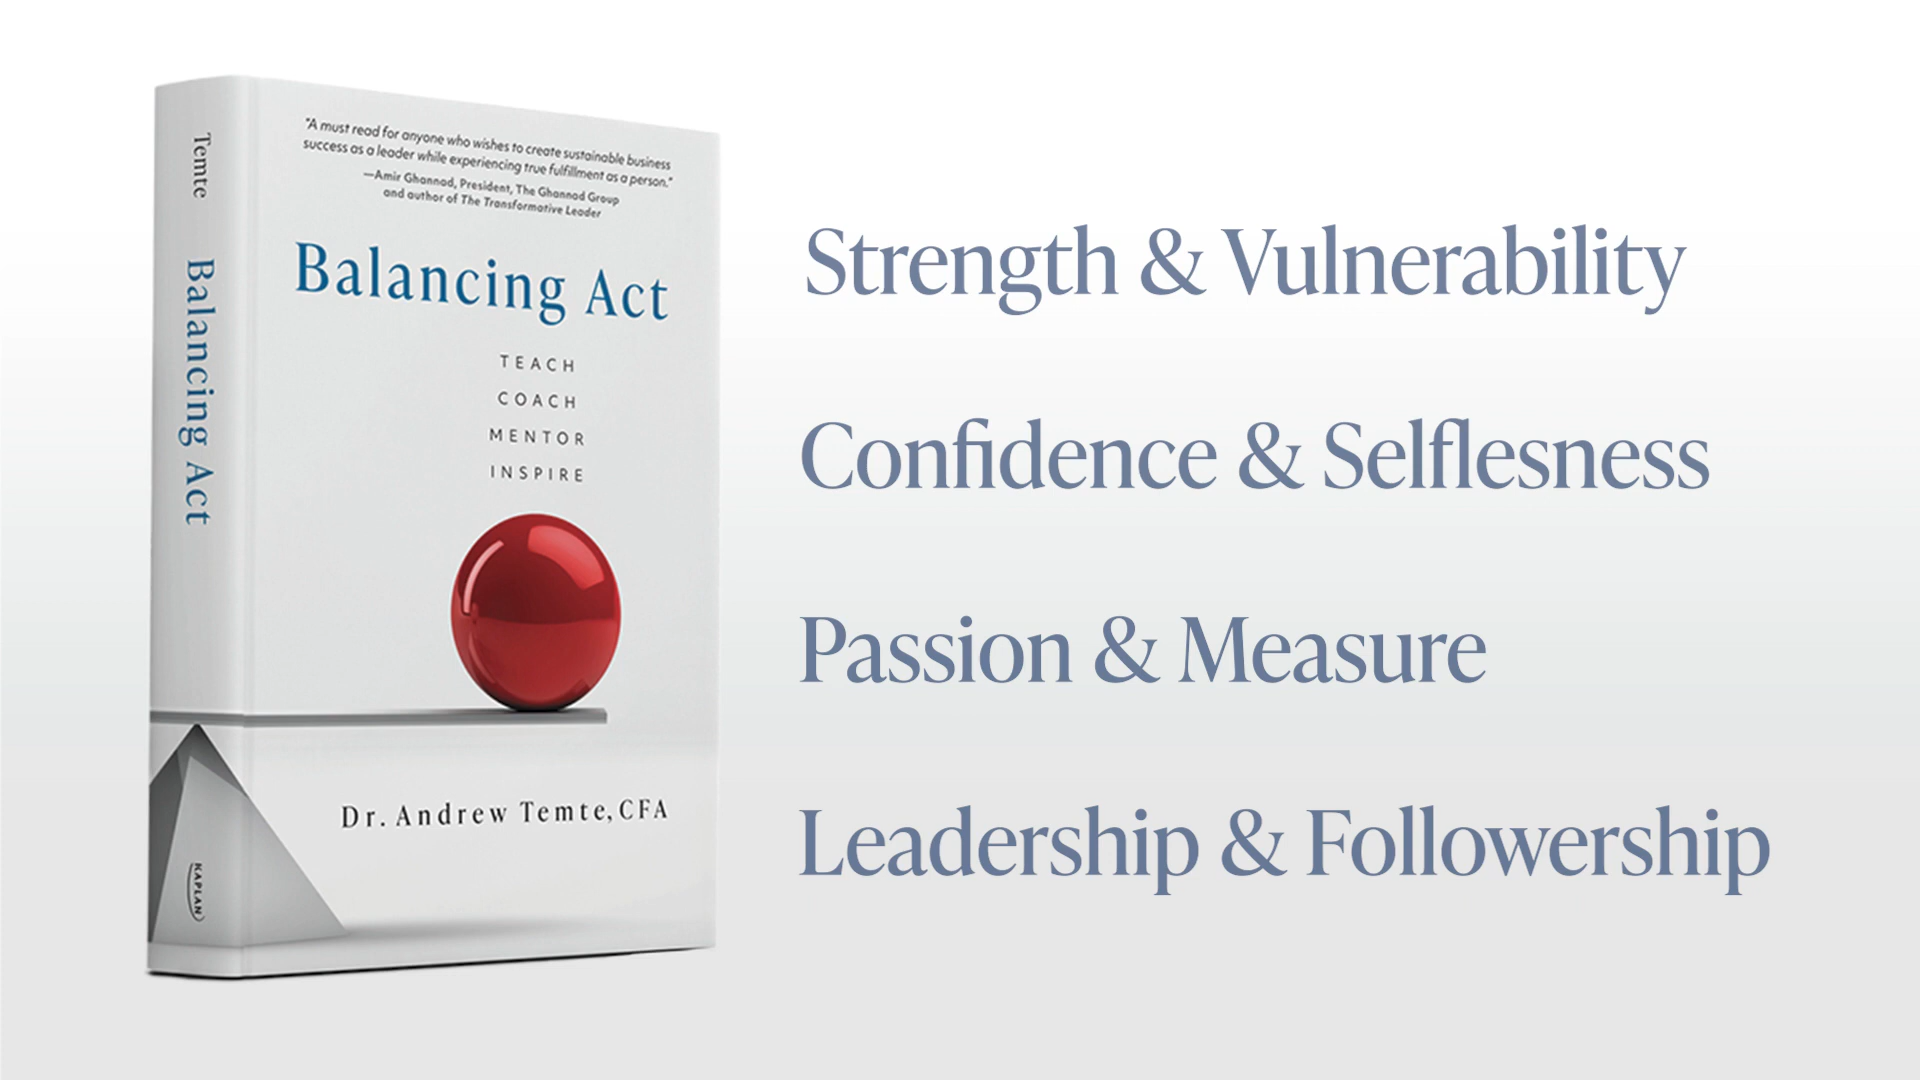 Temte
Balancing Act
KAPLAN
"A must read for anyone who wishes to create sustainable business
success as a leader while experiencing true fulfillment as a person."
—Amir Ghannad, President, The Ghannad Group
and author of The Transformative Leader
Balancing Act
TEACH
COACH
MENTOR
INSPIRE
Dr. Andrew Temte, CFA
Strength & Vulnerability
Confidence & Selflesness
Passion & Measure
Leadership & Followership